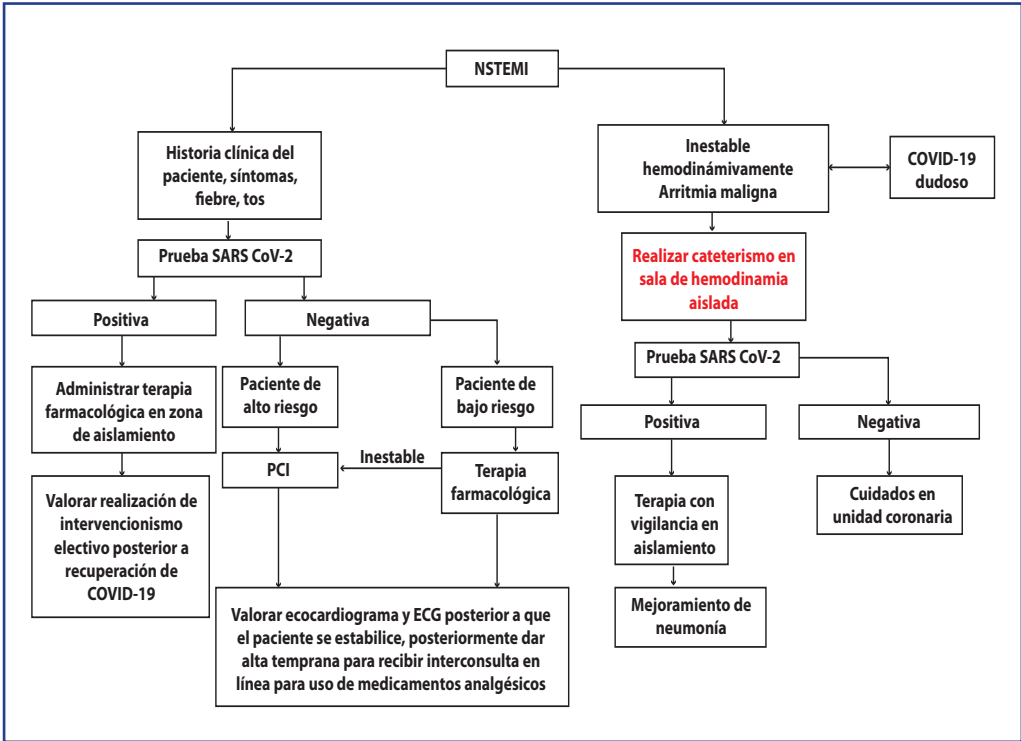 NSTEMI
Historia clínica del
paciente, síntomas,
fiebre, tos
Inestable
hemodinámivamente
Arritmia maligna
COVID-19
dudoso
Prueba SARS CoV-2
Realizar cateterismo en
sala de hemodinamia
aislada
Positiva
Negativa
Prueba SARS CoV-2
Administrar terapia
farmacológica en zona
de aislamiento
Paciente de
alto riesgo
Paciente de
bajo riesgo
Positiva
Negativa
PCI
Inestable
Terapia
farmacológica
Valorar realización de
intervencionismo
electivo posterior a
recuperación de
COVID-19
Terapia con
vigilancia en
aislamiento
Cuidados en
unidad coronaria
Valorar ecocardiograma y ECG posterior a que
el paciente se estabilice, posteriormente dar
alta temprana para recibir interconsulta en
línea para uso de medicamentos analgésicos
Mejoramiento de
neumonía